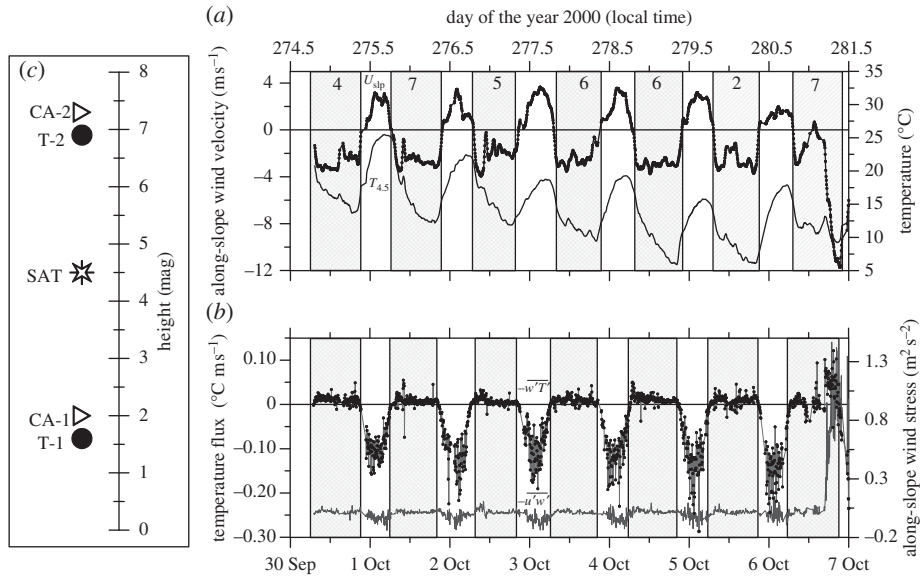 (a)
day of the year 2000 (local time)
274.5 275.5 276.5 277.5 278.5 279.5 280.5 281.5
(c)
8
7
6
5
4
3
2
1
0
height (mag)
CA-2
T-2
SAT
CA-1
T-1
along-slope wind velocity (ms⁻¹)
4
0
−4
−8
−12
4 U_slp 7 5 6 6 2 7
T_4.5
35
30
25
20
15
10
5
temperature (°C)
(b)
temperature flux (°C ms⁻¹)
0.10
0
−0.10
−0.20
−0.30
−w′T′
−u′w′
1.3
0.8
0.3
−0.2
along-slope wind stress (m² s⁻²)
30 Sep 1 Oct 2 Oct 3 Oct 4 Oct 5 Oct 6 Oct 7 Oct